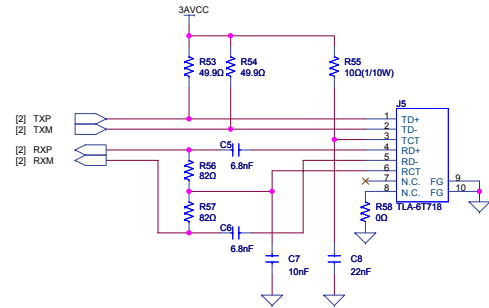 3AVCC
R53
49.9Ω
R54
49.9Ω
R55
10Ω(1/10W)
J5
[2] TXP
[2] TXM
[2] RXP
[2] RXM
1 TD+
2 TD-
3 TCT
4 RD+
5 RD-
6 RCT
7 N.C. FG 9
8 N.C. FG 10
TLA-6T718
C5
6.8nF
R56
82Ω
R57
82Ω
C6
6.8nF
R58
0Ω
C7
10nF
C8
22nF